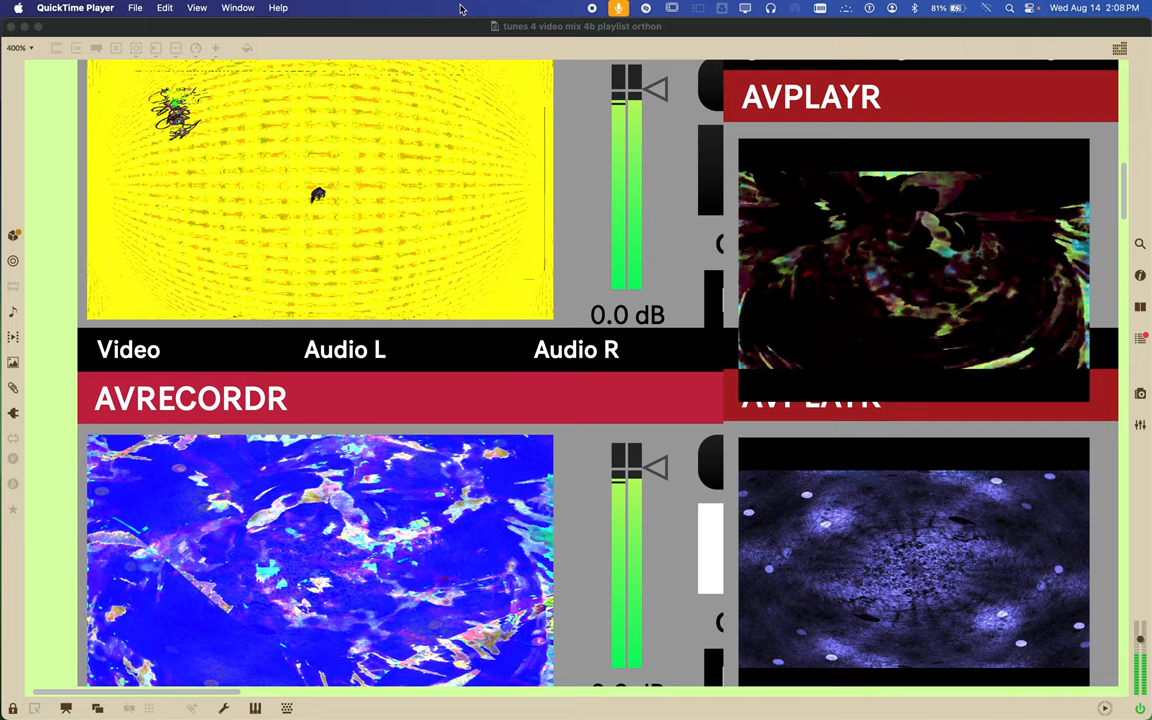 QuickTime Player File Edit View Window Help 81% Wed Aug 14 2:08 PM
tunes 4 video mix 4b playlist orthon
400%
AVPLAYR
0.0 dB
Video Audio L Audio R
AVRECORDR